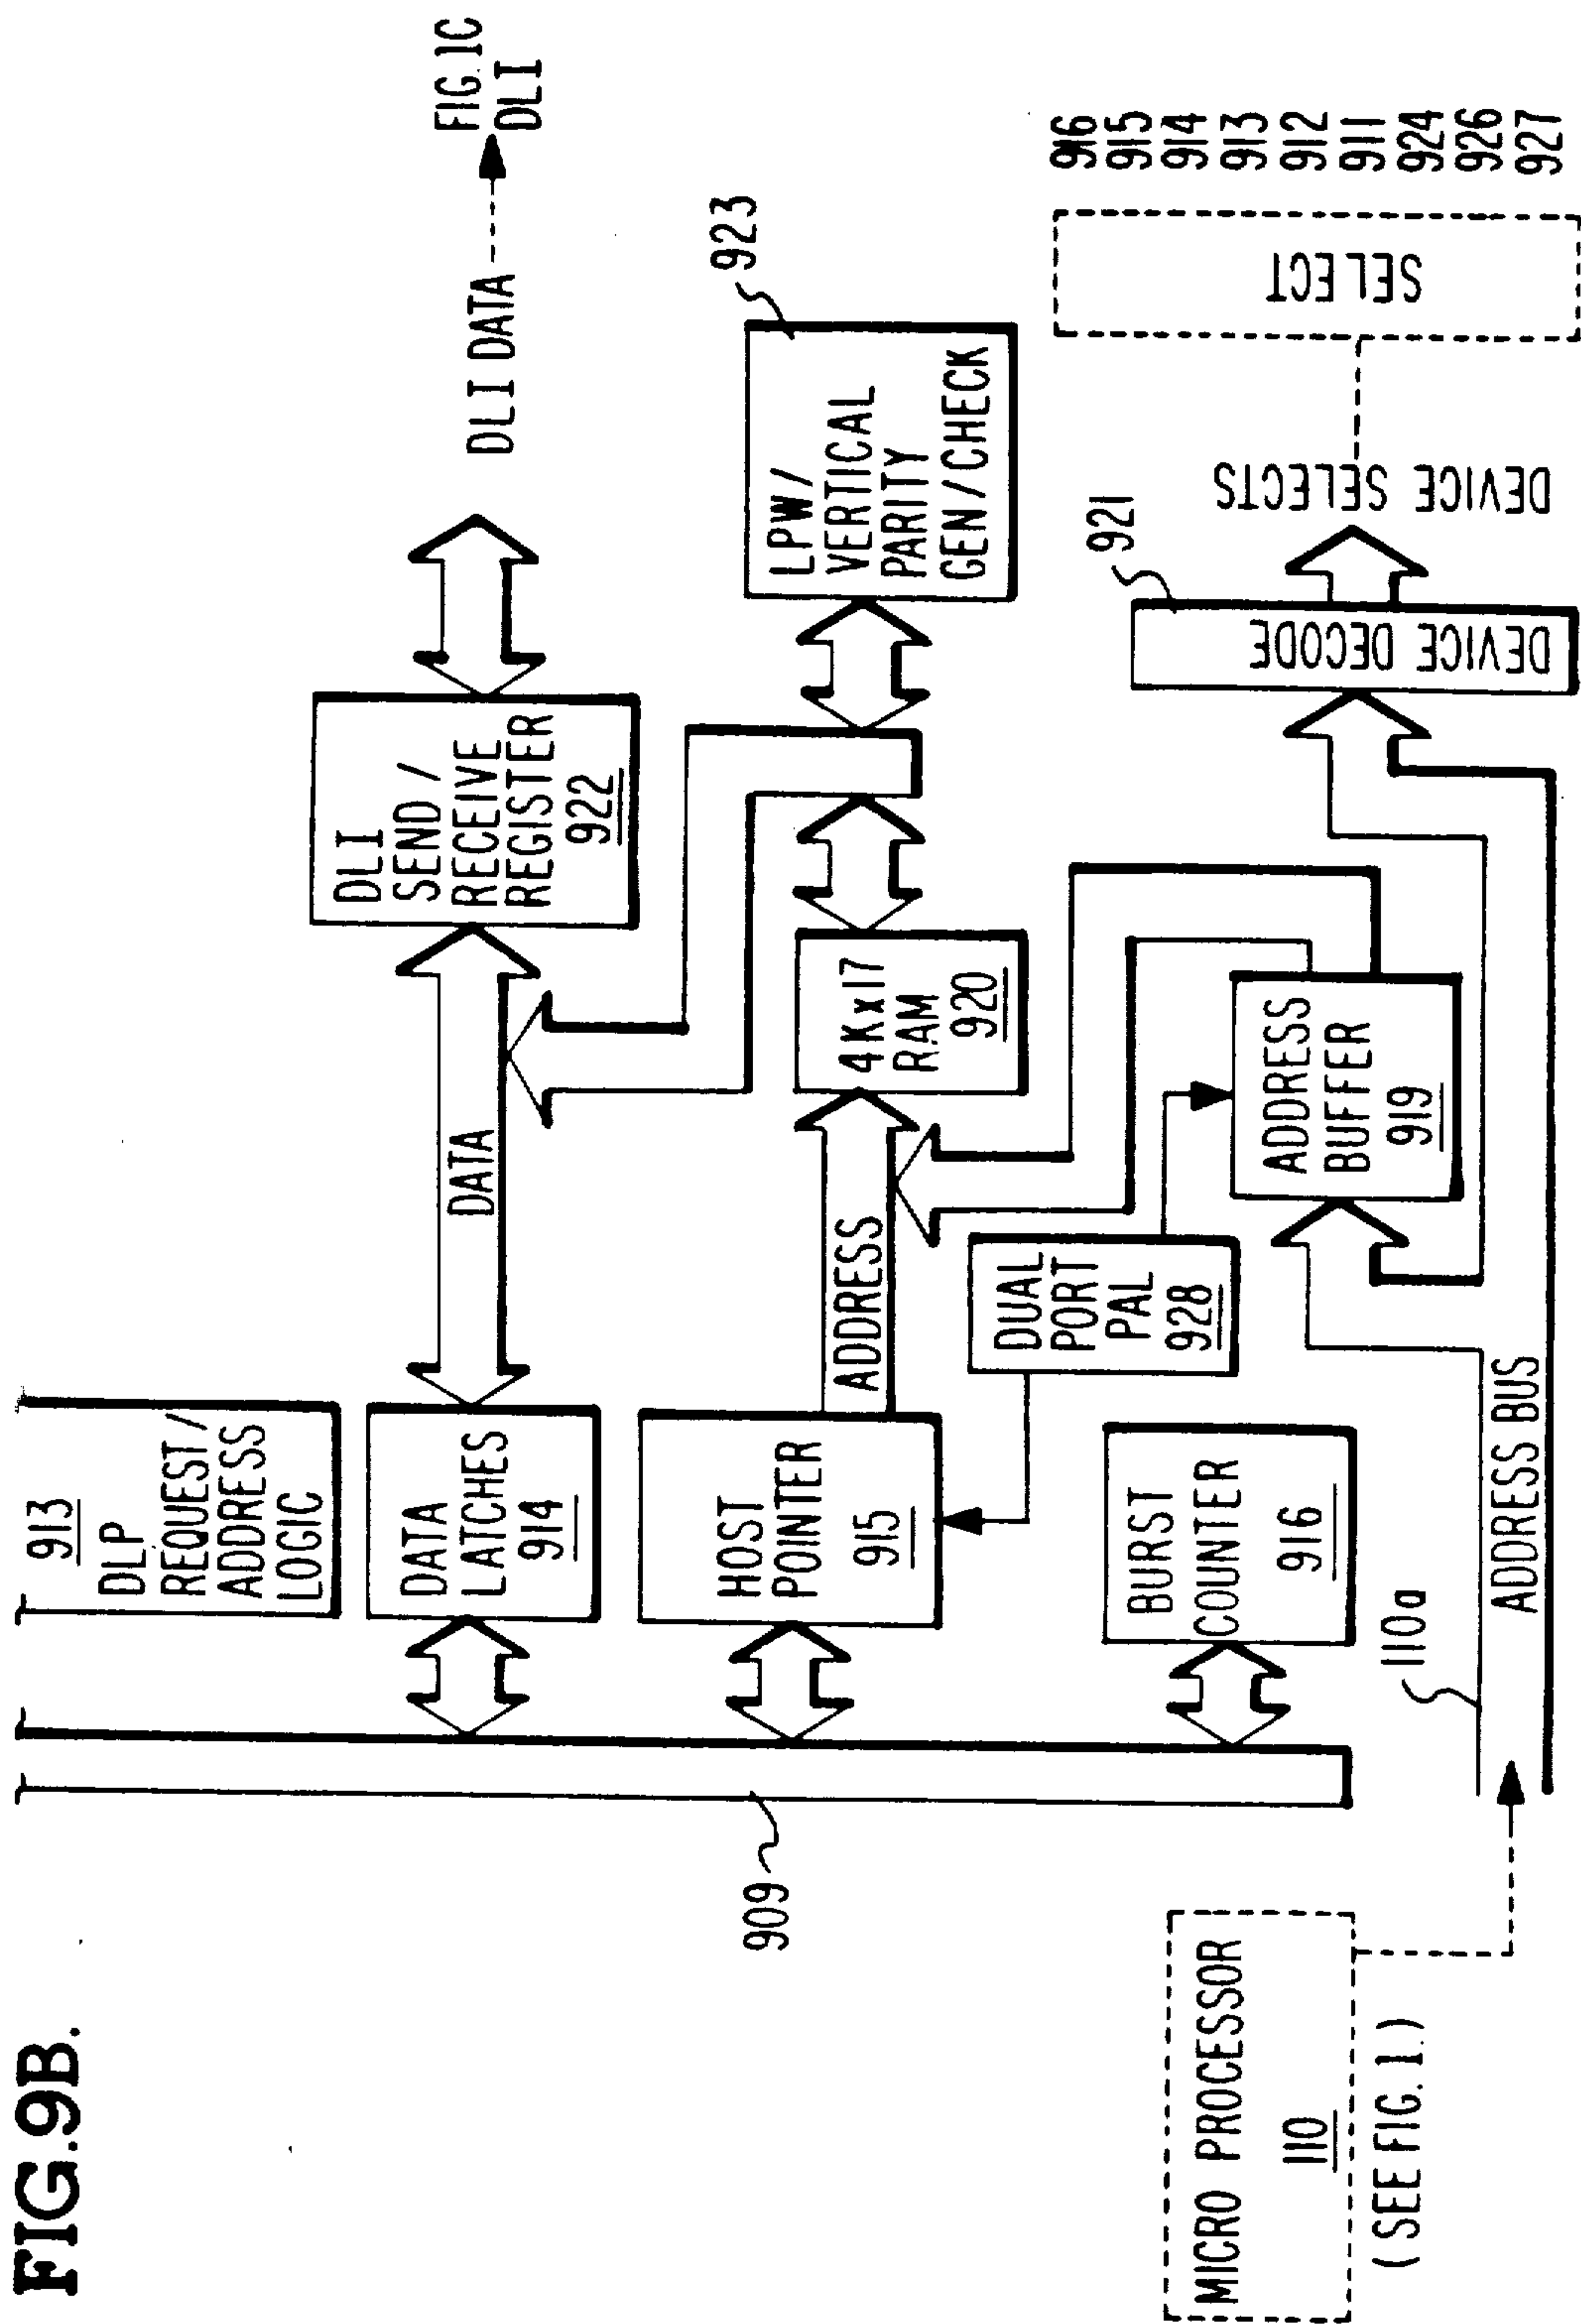 FIG.9B.
913
DLP
REQUEST/
ADDRESS
LOGIC
DATA
LATCHES
914
DATA
DLI
SEND/
RECEIVE
REGISTER
922
DLI DATA
FIG.1C
DLI
909
HOST
POINTER
915
ADDRESS
4Kx17
RAM
920
LPW/
VERTICAL
PARITY
GEN/CHECK
923
DUAL
PORT
PAL
928
BURST
COUNTER
916
ADDRESS
BUFFER
919
DEVICE DECODE
921
DEVICE SELECTS
SELECT
916
915
914
913
912
911
924
926
927
MICRO PROCESSOR
110
(SEE FIG. 1.)
110a
ADDRESS BUS